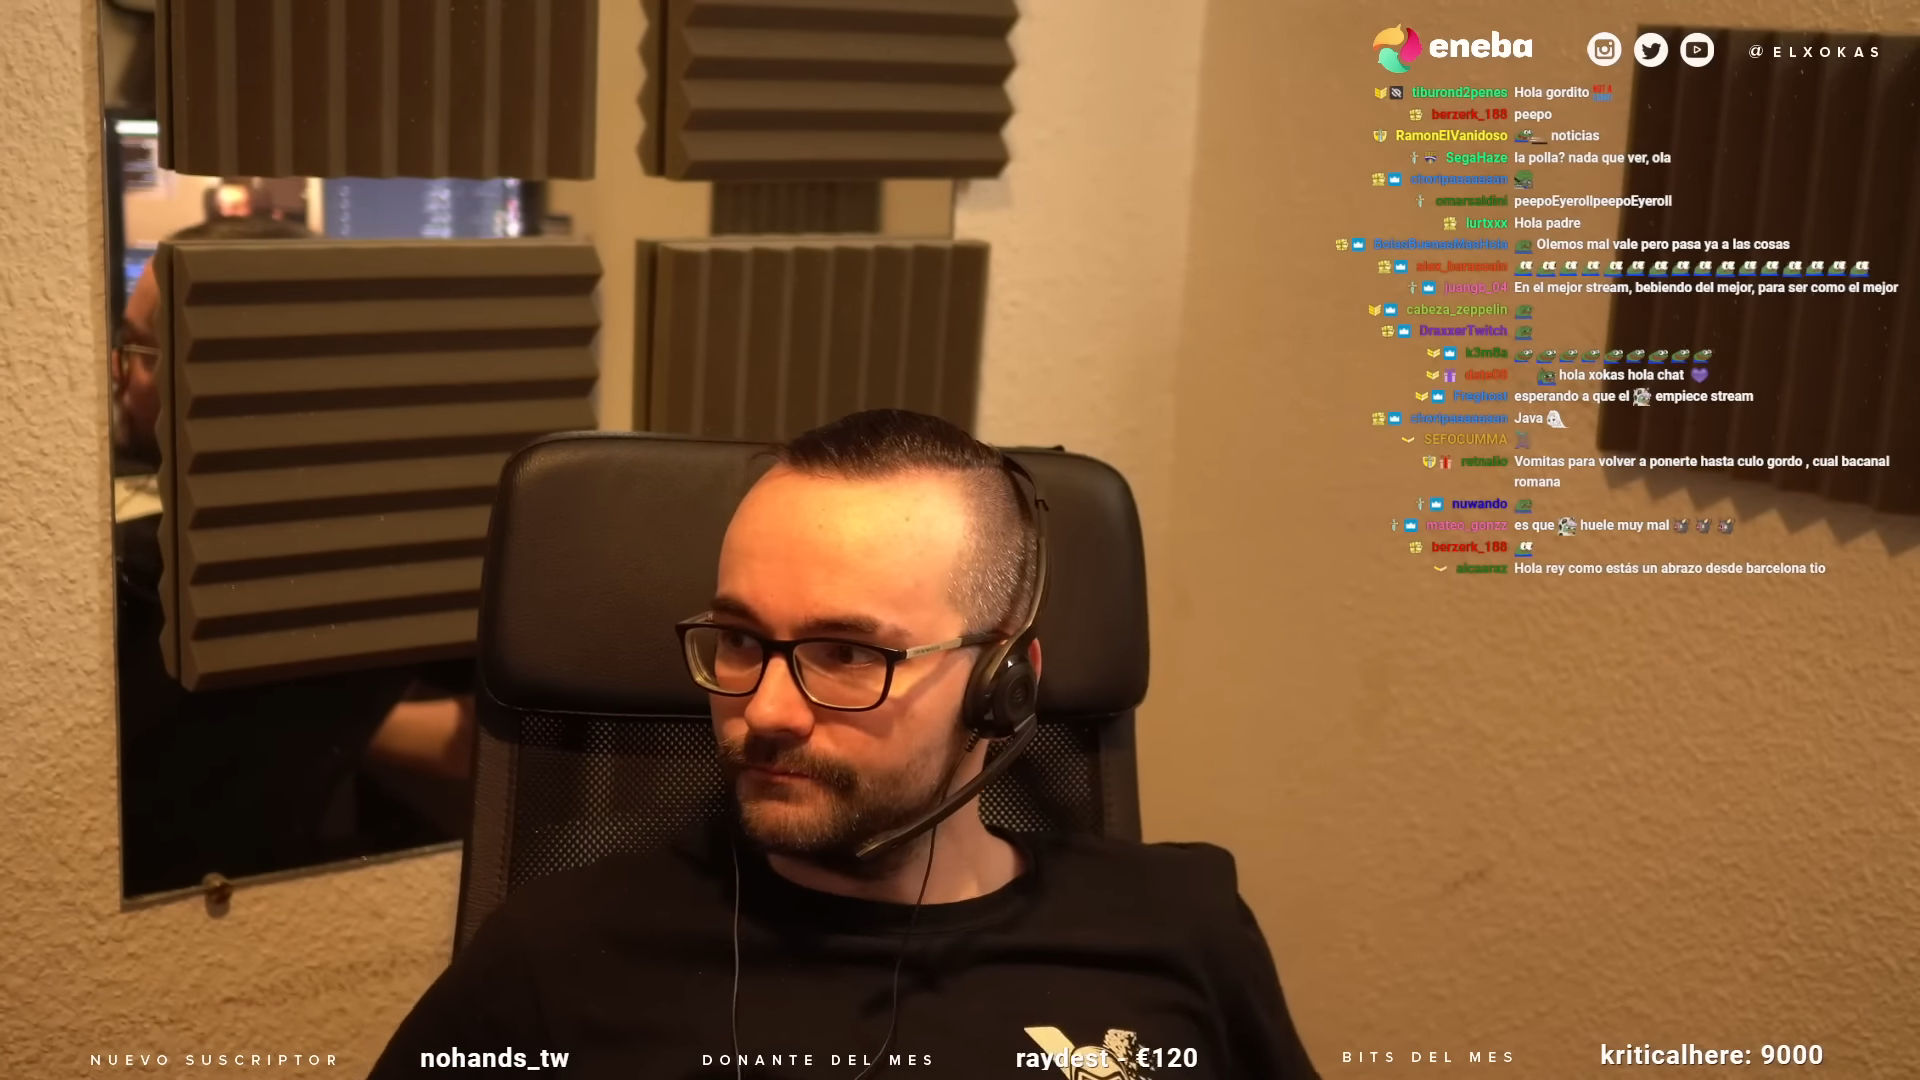 eneba
@ELXOKAS
tiburond2penes Hola gordito
berzerk_188 peepo
RamonElVanidoso noticias
SegaHaze la polla? nada que ver, ola
omarsaldini peepoEyerollpeepoEyeroll
lurtxxx Hola padre
Olemos mal vale pero pasa ya a las cosas
juango_04 En el mejor stream, bebiendo del mejor, para ser como el mejor
cabeza_zeppelin
DraxxerTwitch
k3m8a
hola xokas hola chat
esperando a que el empiece stream
Java
SEFOCUMMA
Vomitas para volver a ponerte hasta culo gordo , cual bacanal
romana
nuwando
mateo_gonzz es que huele muy mal
berzerk_188
Hola rey como estás un abrazo desde barcelona tio
NUEVO SUSCRIPTOR nohands_tw DONANTE DEL MES raydest - €120 BITS DEL MES kriticalhere: 9000